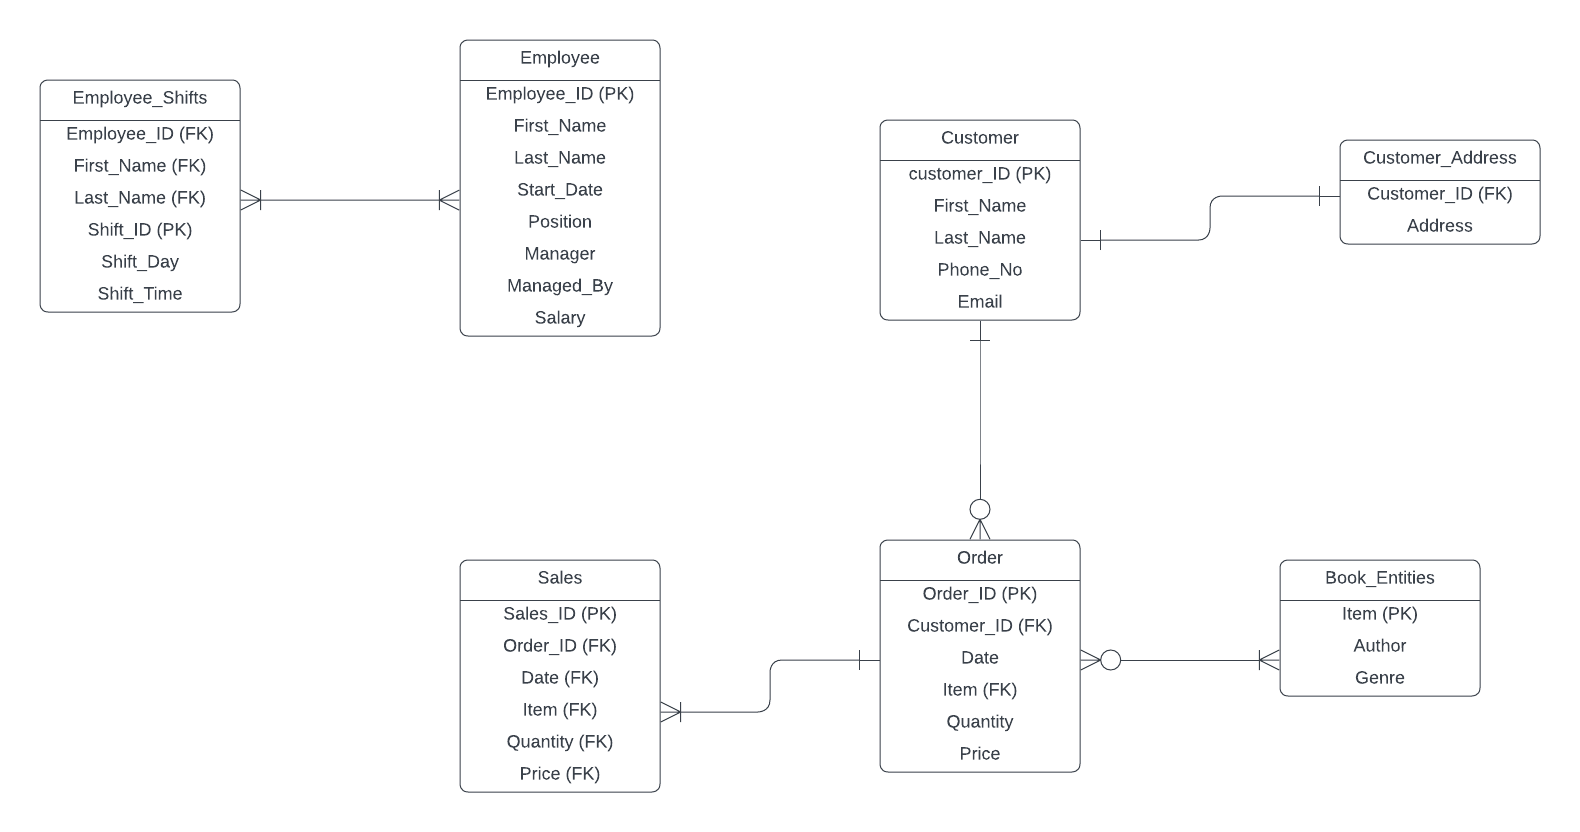 Employee_Shifts
Employee_ID (FK)
First_Name (FK)
Last_Name (FK)
Shift_ID (PK)
Shift_Day
Shift_Time
Employee
Employee_ID (PK)
First_Name
Last_Name
Start_Date
Position
Manager
Managed_By
Salary
Customer
customer_ID (PK)
First_Name
Last_Name
Phone_No
Email
Customer_Address
Customer_ID (FK)
Address
Sales
Sales_ID (PK)
Order_ID (FK)
Date (FK)
Item (FK)
Quantity (FK)
Price (FK)
Order
Order_ID (PK)
Customer_ID (FK)
Date
Item (FK)
Quantity
Price
Book_Entities
Item (PK)
Author
Genre